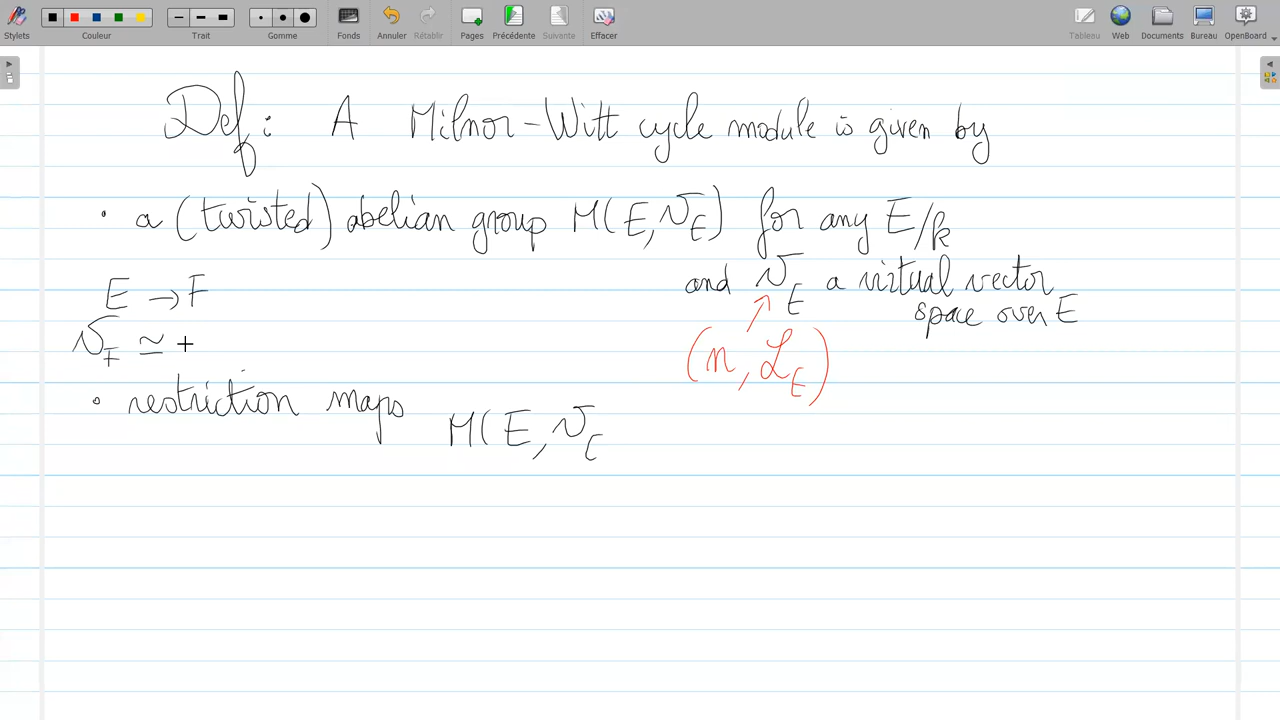 Stylets Couleur Trait Gomme Fonds Annuler Rétablir Pages Précédente Suivante Effacer Tableau Web Documents Bureau OpenBoard
Def: A Milnor-Witt cycle module is given by
• a (twisted) abelian group M(E, 𝒱_E) for any E/k
and 𝒱_E a virtual vector
space over E
(n, ℒ_E)
E → F
𝒱_F ≃
• restriction maps M(E, 𝒱